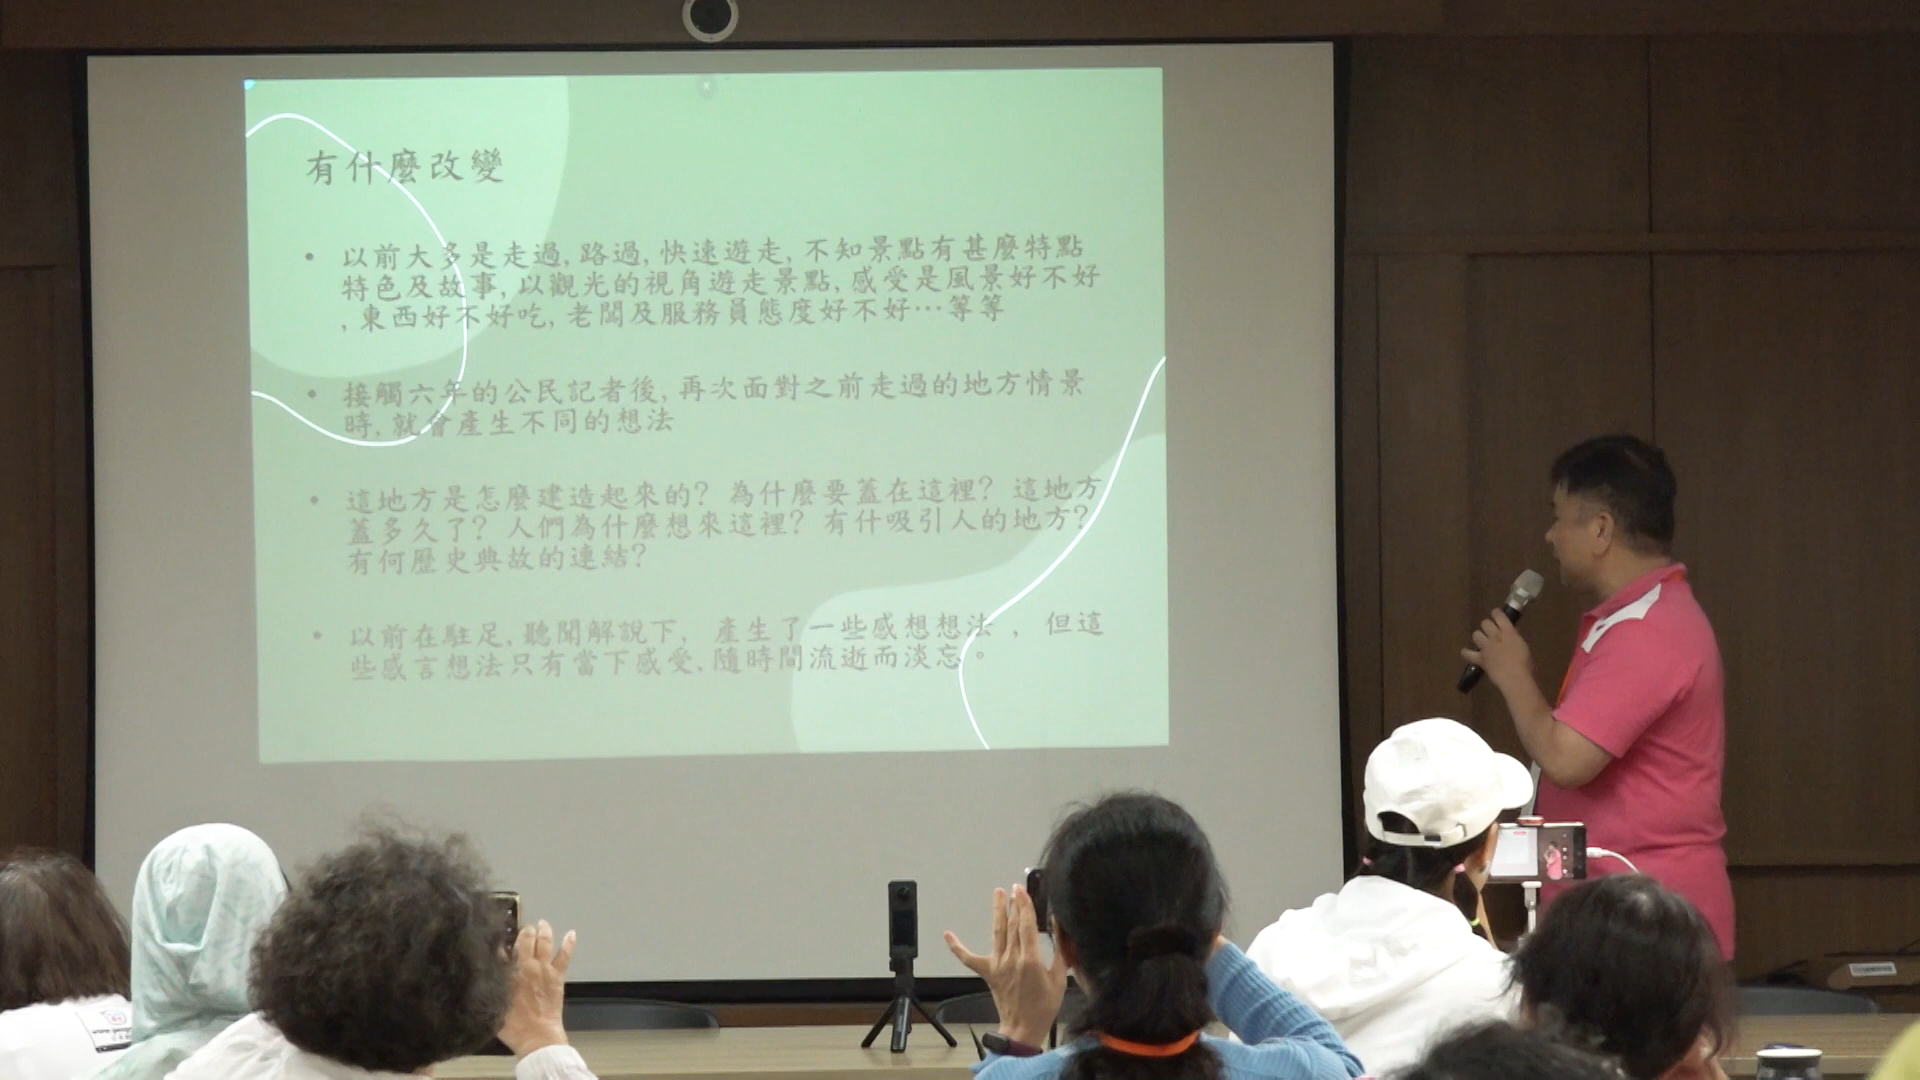 有什麼改變
• 以前大多是走過, 路過, 快速遊走, 不知景點有甚麼特點
特色及故事, 以觀光的視角遊走景點, 感受是風景好不好
, 東西好不好吃, 老闆及服務員態度好不好…等等
• 接觸六年的公民記者後, 再次面對之前走過的地方情景
時, 就會產生不同的想法
• 這地方是怎麼建造起來的? 為什麼要蓋在這裡? 這地方
蓋多久了? 人們為什麼想來這裡? 有什吸引人的地方?
有何歷史典故的連結?
• 以前在駐足, 聽聞解說下, 產生了一些感想想法 , 但這
些感言想法只有當下感受, 隨時間流逝而淡忘。